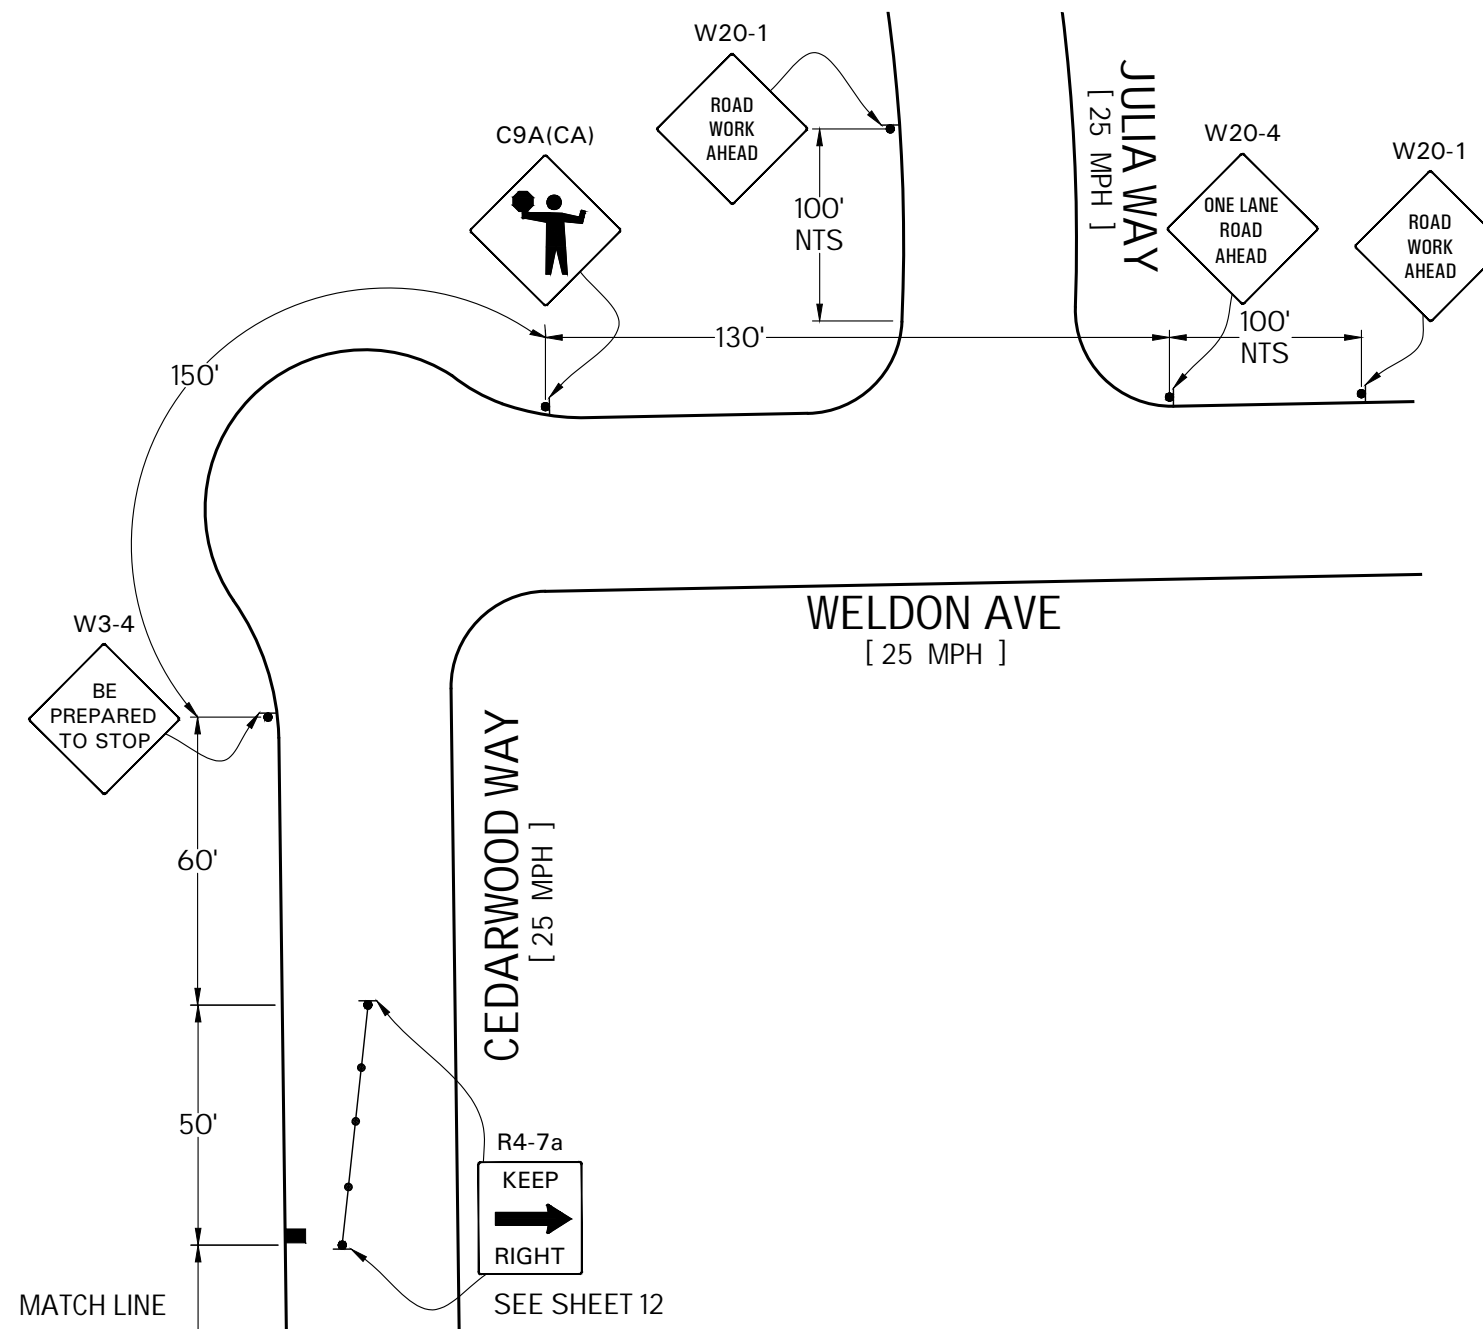 W20-1
ROAD
WORK
AHEAD
C9A(CA)
100'
NTS
JULIA WAY
[ 25 MPH ]
W20-4
ONE LANE
ROAD
AHEAD
W20-1
ROAD
WORK
AHEAD
130'
100'
NTS
150'
WELDON AVE
[ 25 MPH ]
W3-4
BE
PREPARED
TO STOP
60'
CEDARWOOD WAY
[ 25 MPH ]
50'
R4-7a
KEEP
RIGHT
MATCH LINE
SEE SHEET 12